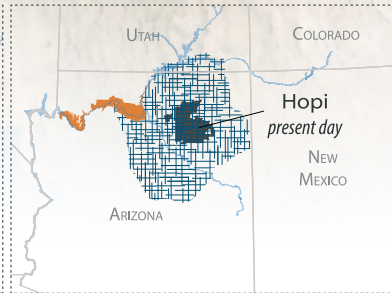 UTAH
COLORADO
Hopi
present day
NEW
MEXICO
ARIZONA